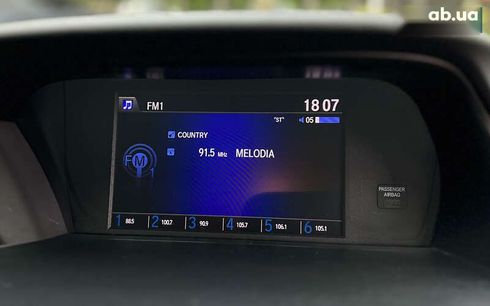 ab.ua
FM1 18 07
"ST" 05
COUNTRY
91.5 MHz MELODIA
FM1
PASSENGER
AIRBAG
1 88.5 2 100.7 3 90.9 4 105.7 5 106.1 6 105.1